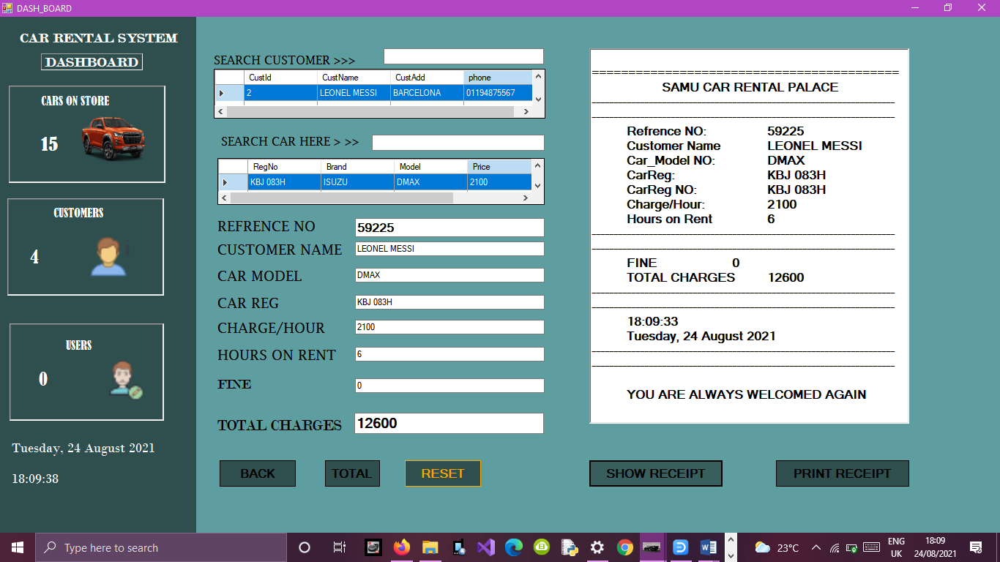 DASH_BOARD
CAR RENTAL SYSTEM
DASHBOARD
CARS ON STORE
15
CUSTOMERS
4
USERS
0
Tuesday, 24 August 2021
18:09:38
SEARCH CUSTOMER >>>
CustId CustName CustAdd phone
2 LEONEL MESSI BARCELONA 01194875567
SEARCH CAR HERE > >>
RegNo Brand Model Price
KBJ 083H ISUZU DMAX 2100
REFRENCE NO 59225
CUSTOMER NAME LEONEL MESSI
CAR MODEL DMAX
CAR REG KBJ 083H
CHARGE/HOUR 2100
HOURS ON RENT 6
FINE 0
TOTAL CHARGES 12600
BACK TOTAL RESET
SAMU CAR RENTAL PALACE
Refrence NO: 59225
Customer Name LEONEL MESSI
Car_Model NO: DMAX
CarReg: KBJ 083H
CarReg NO: KBJ 083H
Charge/Hour: 2100
Hours on Rent 6
FINE 0
TOTAL CHARGES 12600
18:09:33
Tuesday, 24 August 2021
YOU ARE ALWAYS WELCOMED AGAIN
SHOW RECEIPT PRINT RECEIPT
Type here to search
23°C
ENG
UK
18:09
24/08/2021